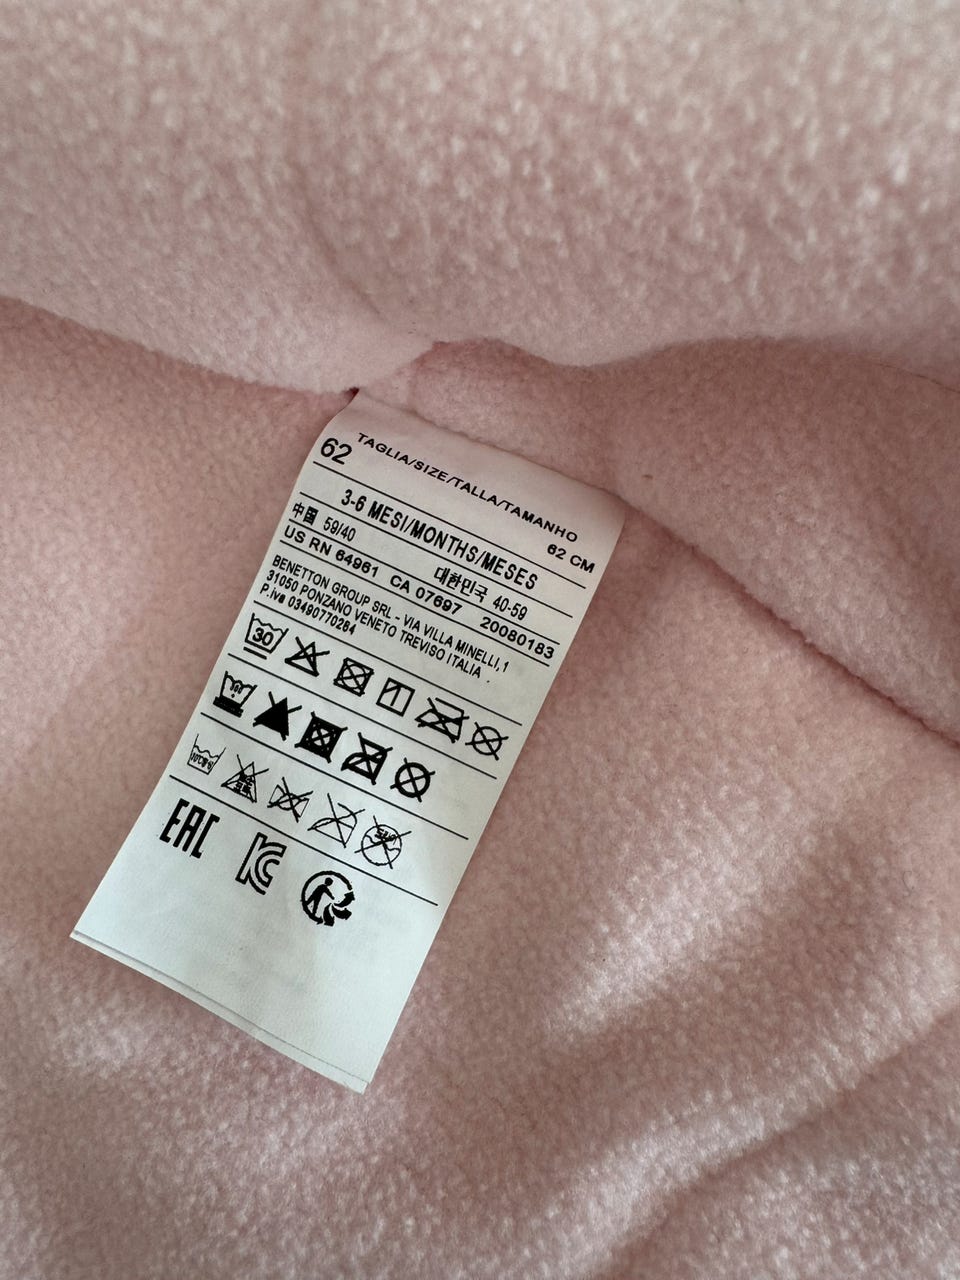 TAGLIA/SIZE/TALLA/TAMANHO
62 62 CM
3-6 MESI/MONTHS/MESES
中国 59/40 대한민국 40-59
US RN 64961 CA 07697 20080183
BENETTON GROUP SRL - VIA VILLA MINELLI,1
31050 PONZANO VENETO TREVISO ITALIA .
P.iva 03490770264
30
EAC